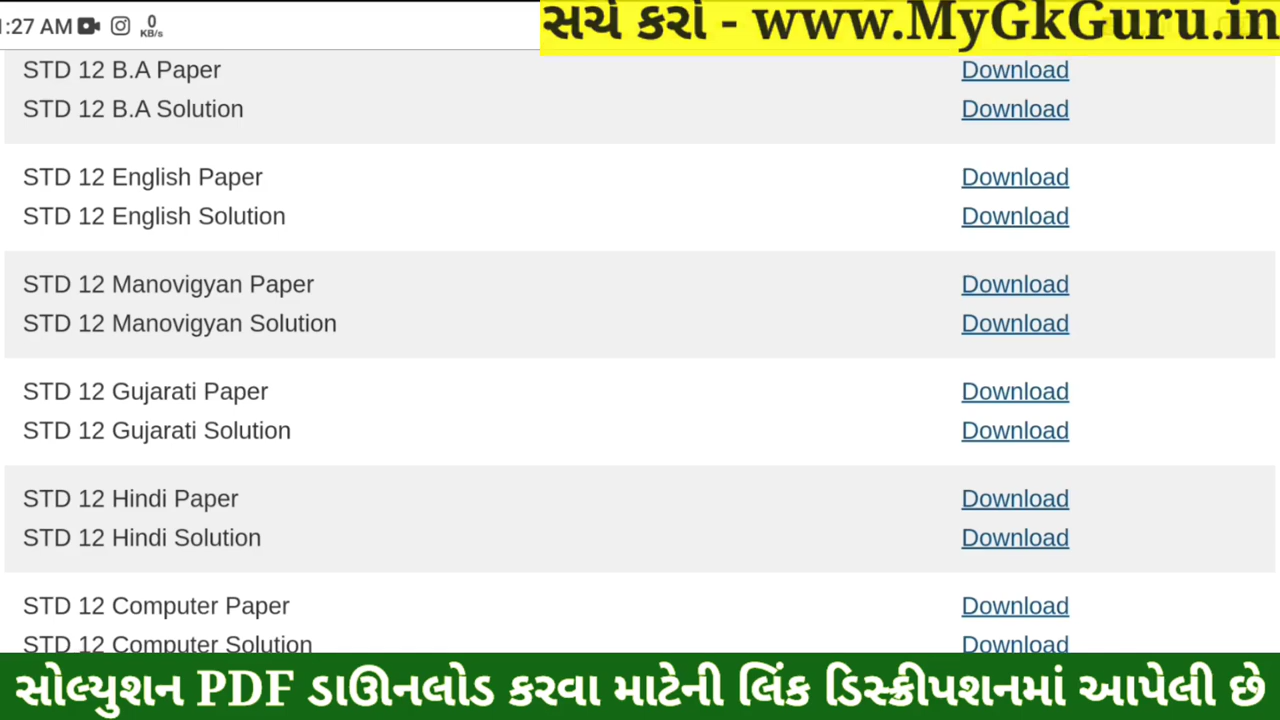 1:27 AM 0 KB/s
સર્ચ કરો - www.MyGkGuru.in
STD 12 B.A Paper Download
STD 12 B.A Solution Download
STD 12 English Paper Download
STD 12 English Solution Download
STD 12 Manovigyan Paper Download
STD 12 Manovigyan Solution Download
STD 12 Gujarati Paper Download
STD 12 Gujarati Solution Download
STD 12 Hindi Paper Download
STD 12 Hindi Solution Download
STD 12 Computer Paper Download
STD 12 Computer Solution Download
સોલ્યુશન PDF ડાઊનલોડ કરવા માટેની લિંક ડિસ્ક્રીપશનમાં આપેલી છે